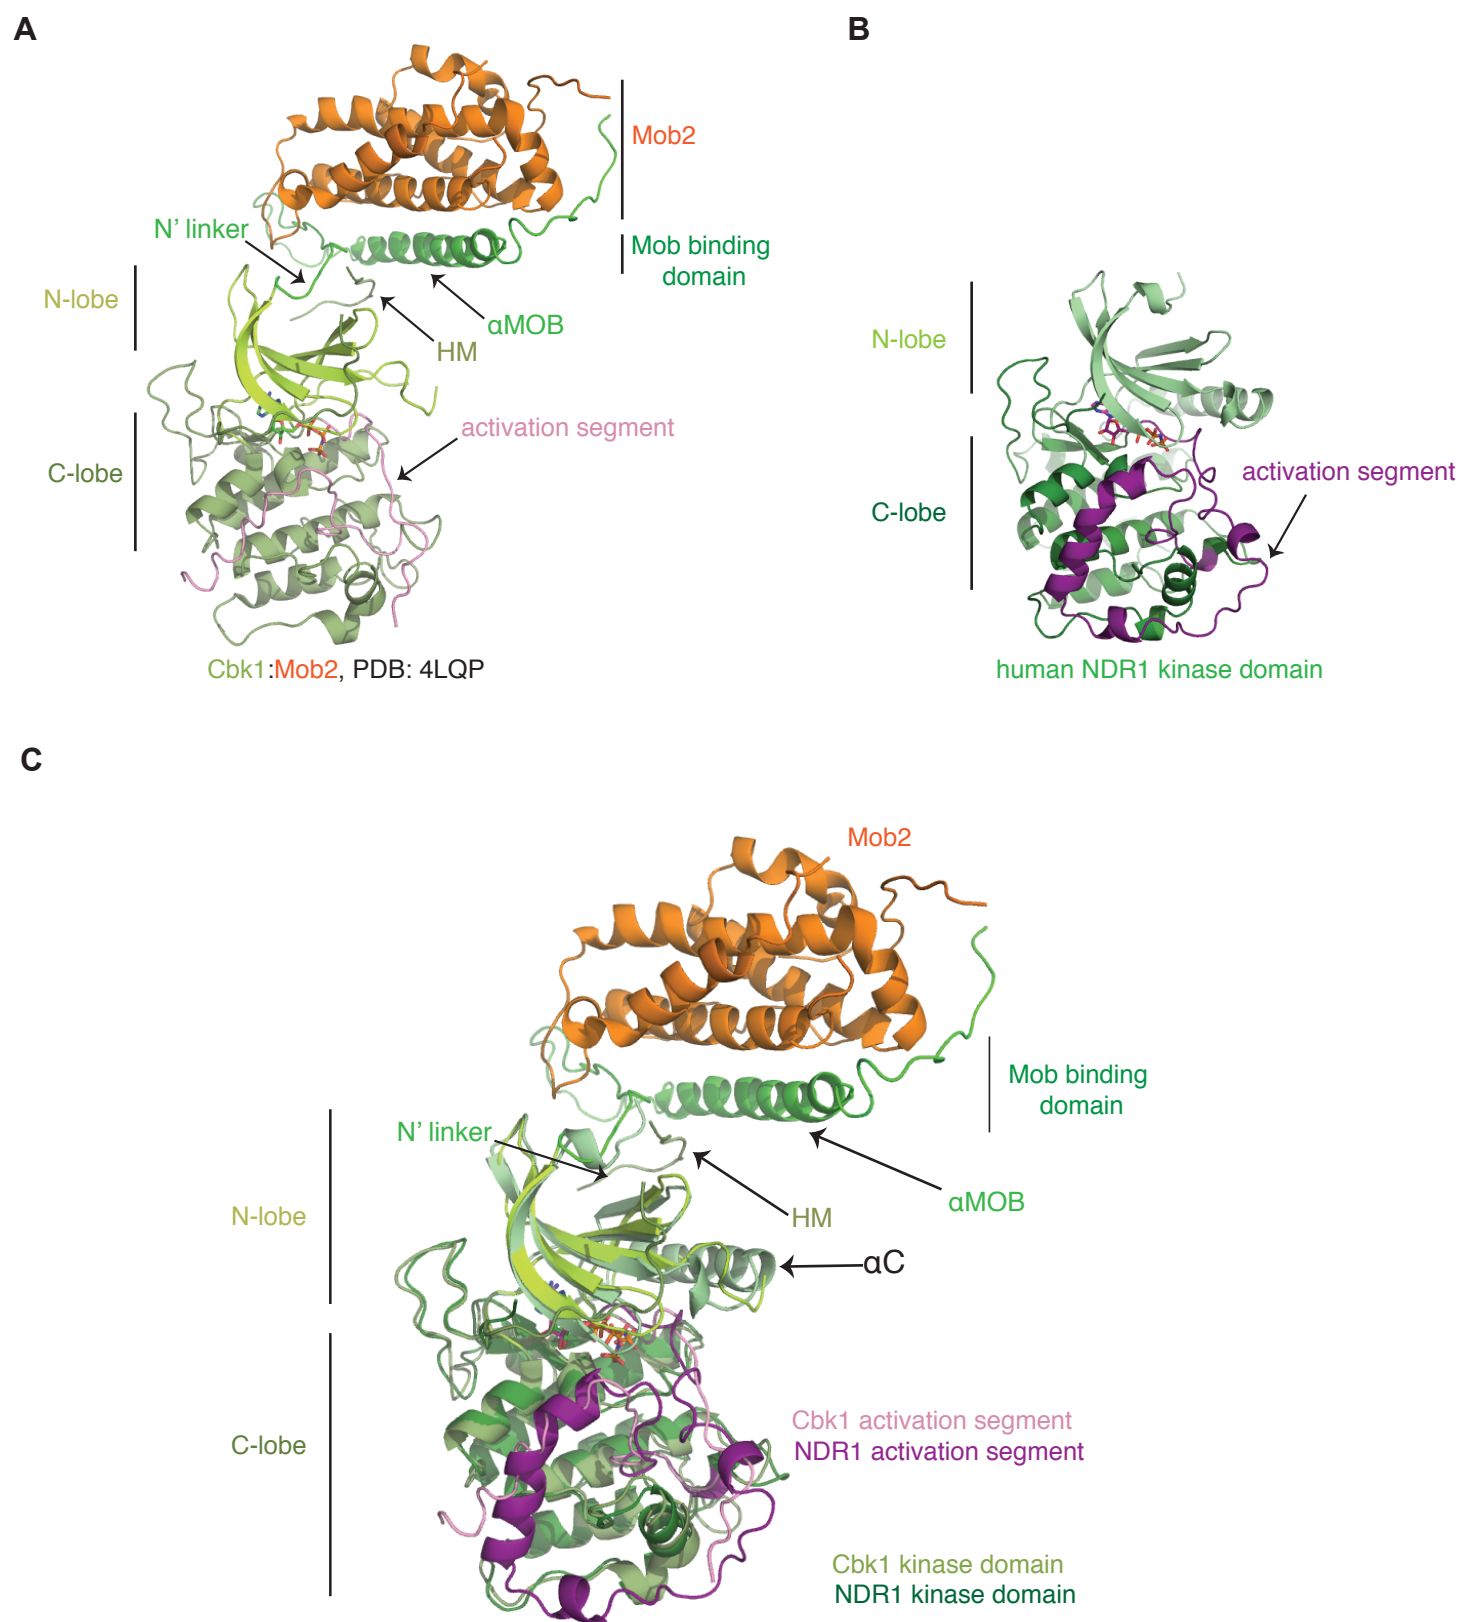 A
B
Mob2
N' linker
Mob binding
domain
N-lobe
αMOB
HM
N-lobe
activation segment
C-lobe
activation segment
C-lobe
Cbk1:Mob2, PDB: 4LQP
human NDR1 kinase domain
C
Mob2
Mob binding
domain
N' linker
αMOB
N-lobe
HM
αC
Cbk1 activation segment
C-lobe
NDR1 activation segment
Cbk1 kinase domain
NDR1 kinase domain